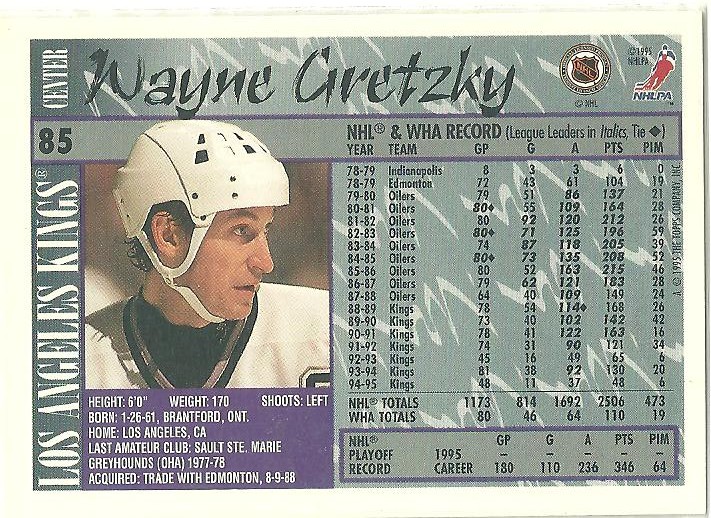 CENTER
Wayne Gretzky
NHL
© NHL
©1995
NHLPA
NHLPA
85
LOS ANGELES KINGS®
NHL® & WHA RECORD (League Leaders in Italics, Tie ♦)
YEAR TEAM GP G A PTS PIM
78-79 Indianapolis 8 3 3 6 0
78-79 Edmonton 72 43 61 104 19
79-80 Oilers 79 51 86 137 21
80-81 Oilers 80♦ 55 109 164 28
81-82 Oilers 80 92 120 212 26
82-83 Oilers 80♦ 71 125 196 59
83-84 Oilers 74 87 118 205 39
84-85 Oilers 80♦ 73 135 208 52
85-86 Oilers 80 52 163 215 46
86-87 Oilers 79 62 121 183 28
87-88 Oilers 64 40 109 149 24
88-89 Kings 78 54 114♦ 168 26
89-90 Kings 73 40 102 142 42
90-91 Kings 78 41 122 163 16
91-92 Kings 74 31 90 121 34
92-93 Kings 45 16 49 65 6
93-94 Kings 81 38 92 130 20
94-95 Kings 48 11 37 48 6
NHL® TOTALS 1173 814 1692 2506 473
WHA TOTALS 80 46 64 110 19
NHL® GP G A PTS PIM
PLAYOFF 1995 – – – – –
RECORD CAREER 180 110 236 346 64
HEIGHT: 6'0" WEIGHT: 170 SHOOTS: LEFT
BORN: 1-26-61, BRANTFORD, ONT.
HOME: LOS ANGELES, CA
LAST AMATEUR CLUB: SAULT STE. MARIE
GREYHOUNDS (OHA) 1977-78
ACQUIRED: TRADE WITH EDMONTON, 8-9-88
A © 1995 THE TOPPS COMPANY, INC.